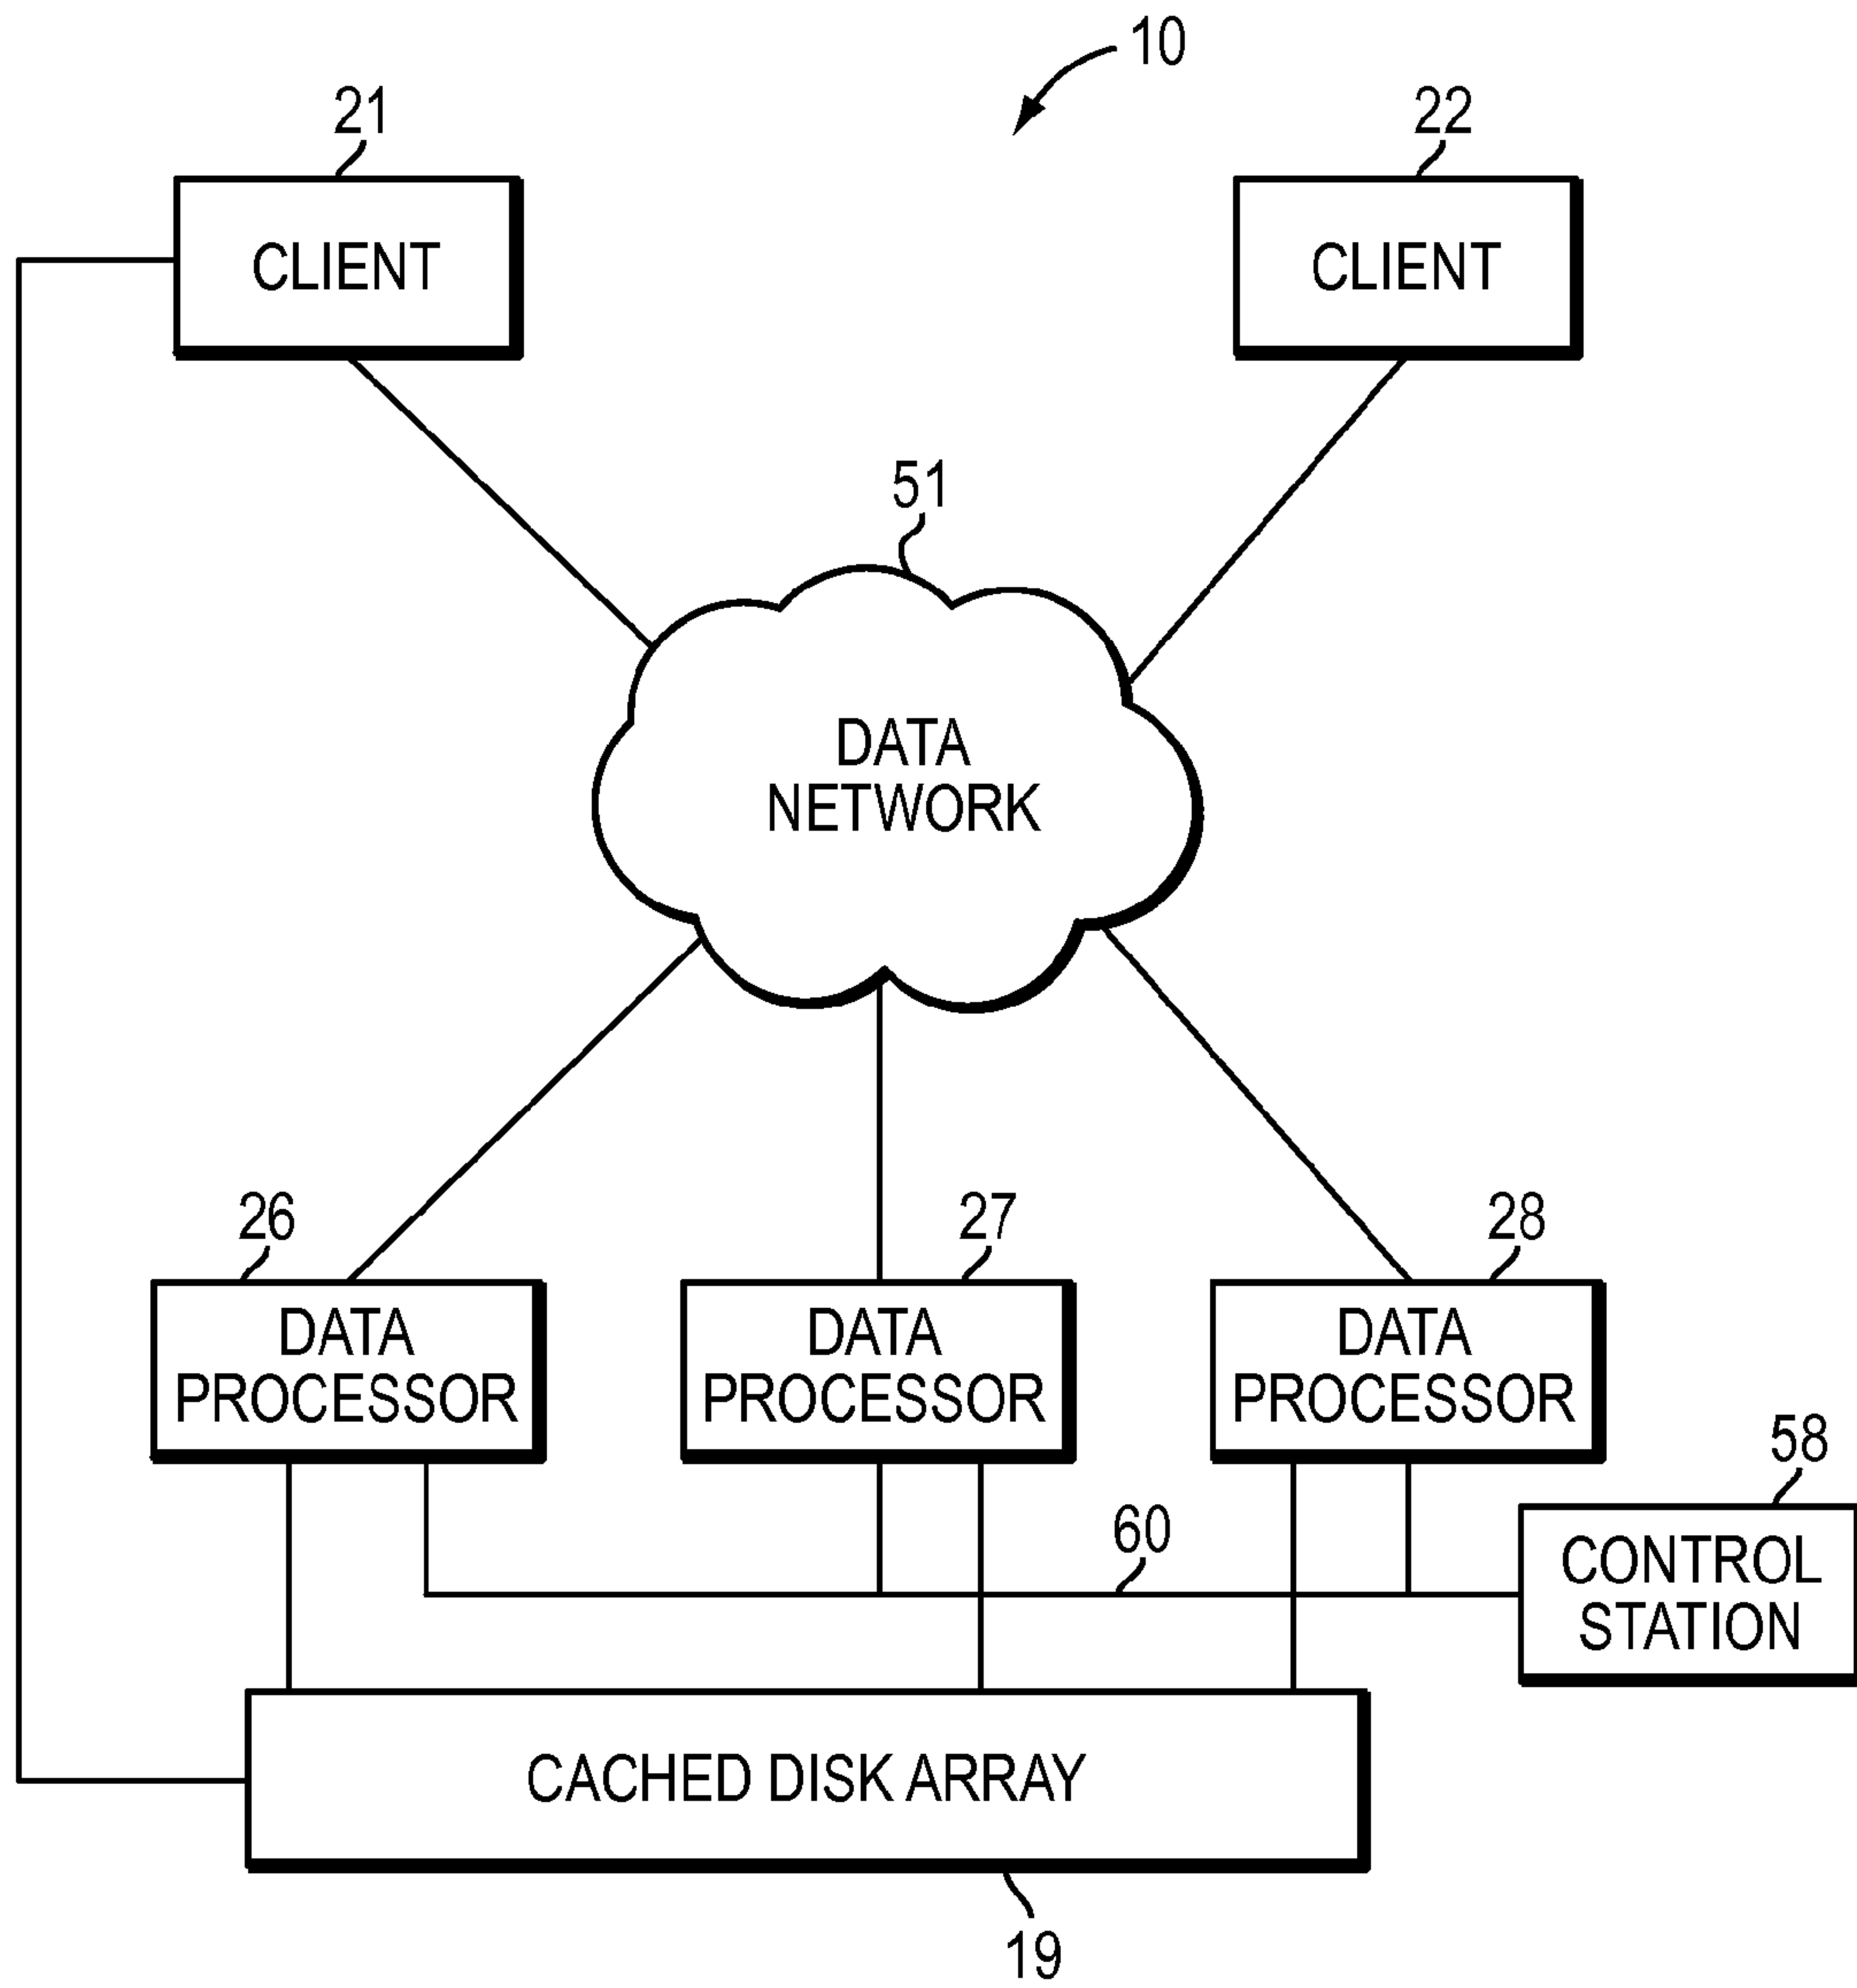 10
21
22
CLIENT
CLIENT
51
DATA
NETWORK
26
27
28
DATA
PROCESSOR
DATA
PROCESSOR
DATA
PROCESSOR
58
60
CONTROL
STATION
CACHED DISK ARRAY
19